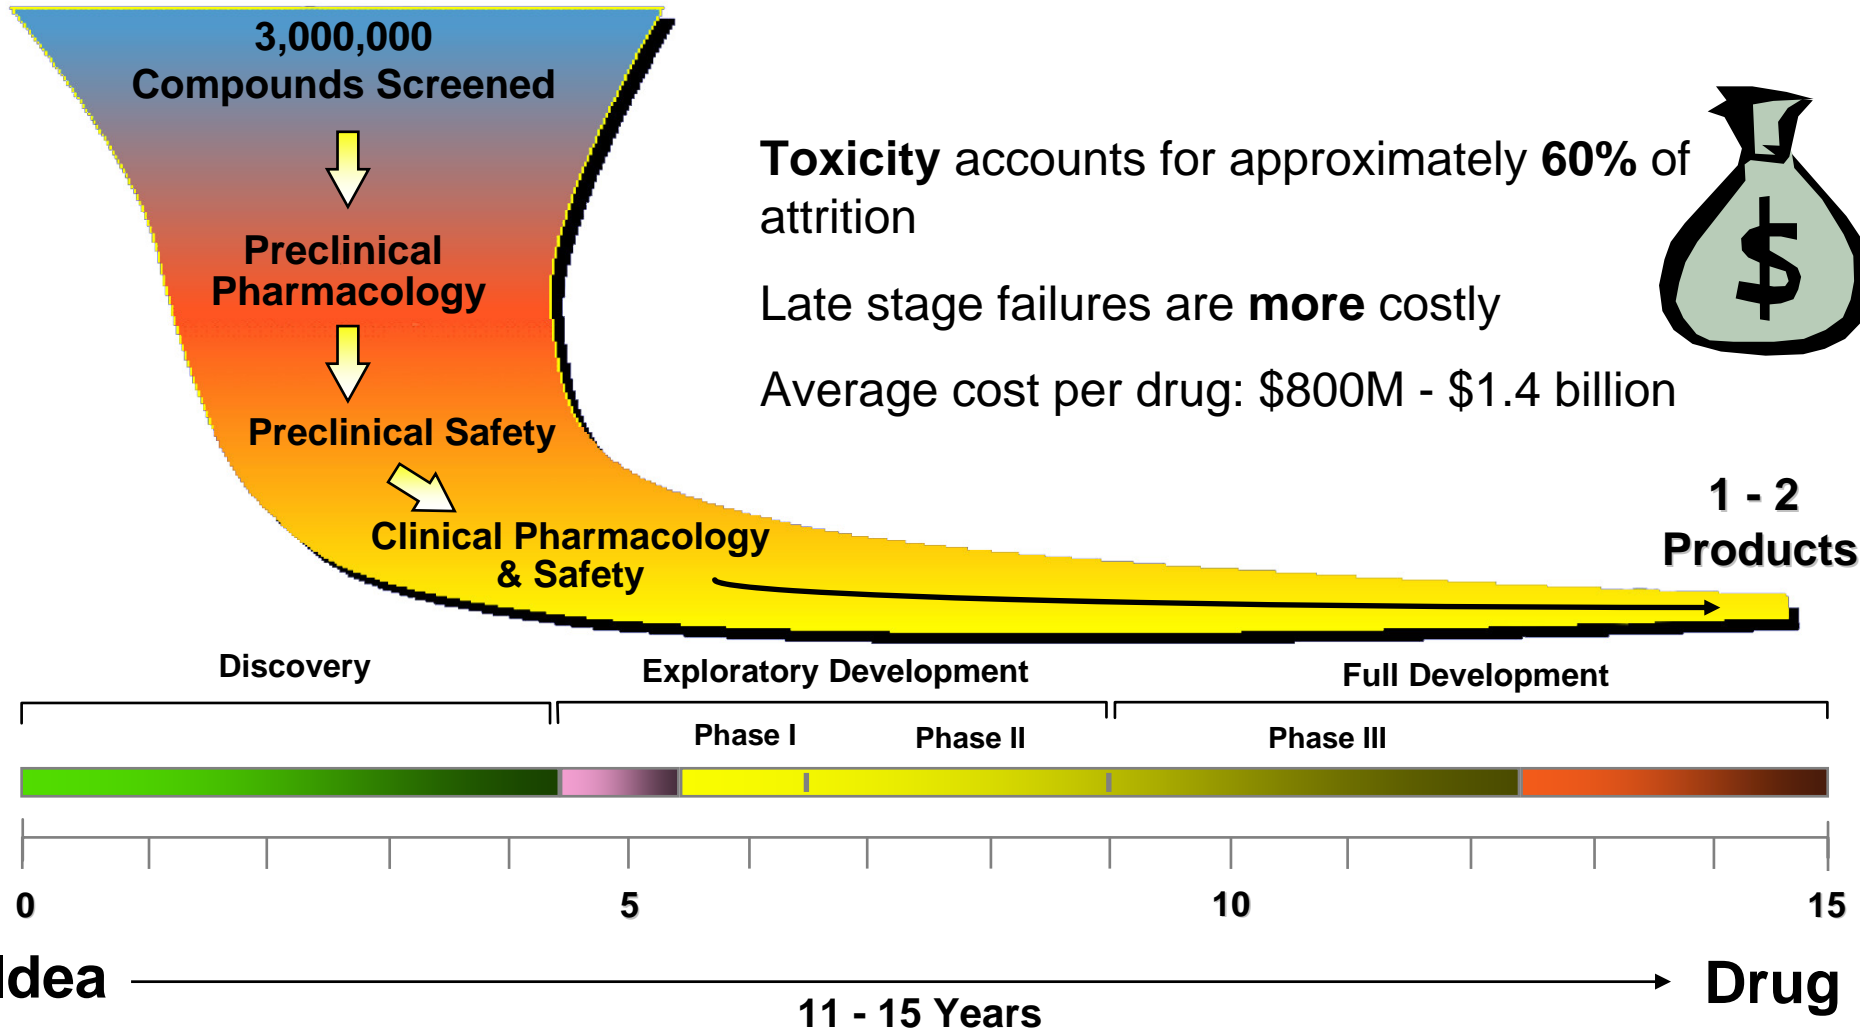 3,000,000
Compounds Screened
Preclinical
Pharmacology
Preclinical Safety
Clinical Pharmacology
& Safety
Toxicity accounts for approximately 60% of
attrition
Late stage failures are more costly
Average cost per drug: $800M - $1.4 billion
$
1 - 2
Products
Discovery
Exploratory Development
Full Development
Phase I
Phase II
Phase III
0
5
10
15
Idea
11 - 15 Years
Drug